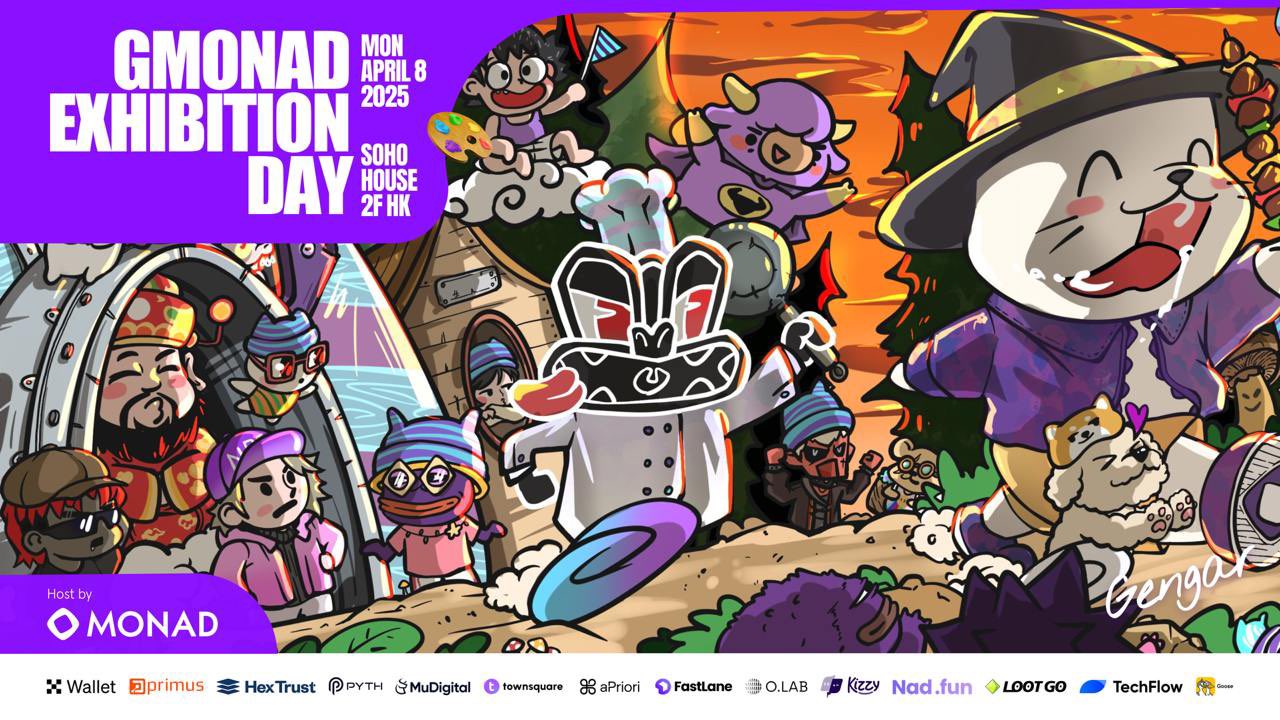 GMONAD
EXHIBITION
DAY
MON
APRIL 8
2025
SOHO
HOUSE
2F HK
Host by
MONAD
Gengar
Wallet
primus
HexTrust
PYTH
MuDigital
townsquare
aPriori
FastLane
O.LAB
Kizzy
Nad.fun
LOOTGO
TechFlow
Goose